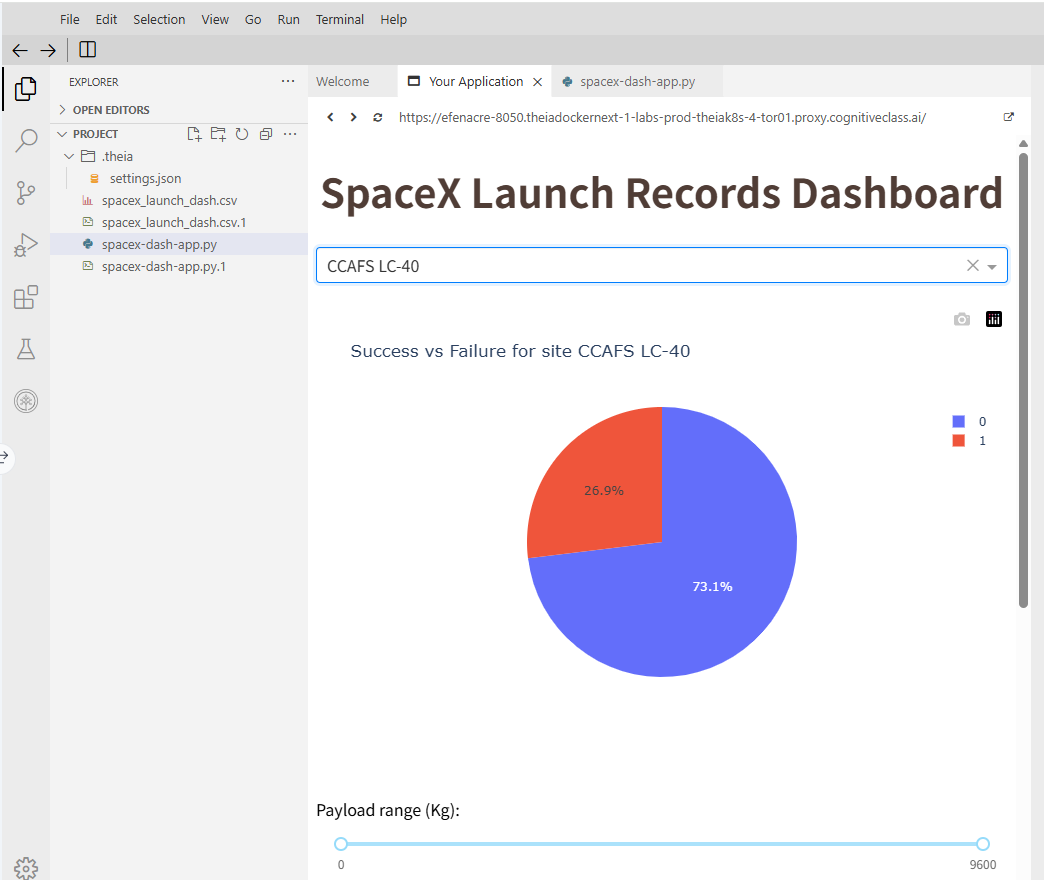 File Edit Selection View Go Run Terminal Help
EXPLORER
OPEN EDITORS
PROJECT
.theia
settings.json
spacex_launch_dash.csv
spacex_launch_dash.csv.1
spacex-dash-app.py
spacex-dash-app.py.1
Welcome Your Application spacex-dash-app.py
https://efenacre-8050.theiadockernext-1-labs-prod-theiak8s-4-tor01.proxy.cognitiveclass.ai/
SpaceX Launch Records Dashboard
CCAFS LC-40
Success vs Failure for site CCAFS LC-40
0
1
26.9%
73.1%
Payload range (Kg):
0 9600